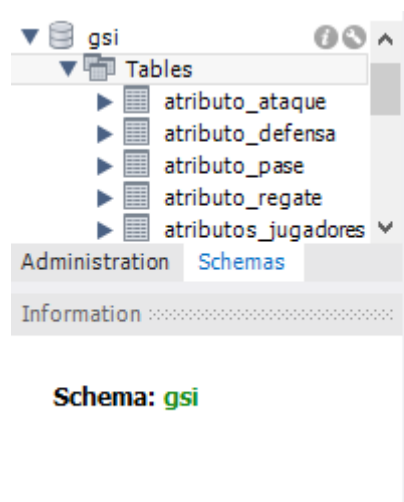 gsi
Tables
atributo_ataque
atributo_defensa
atributo_pase
atributo_regate
atributos_jugadores
Administration Schemas
Information
Schema: gsi